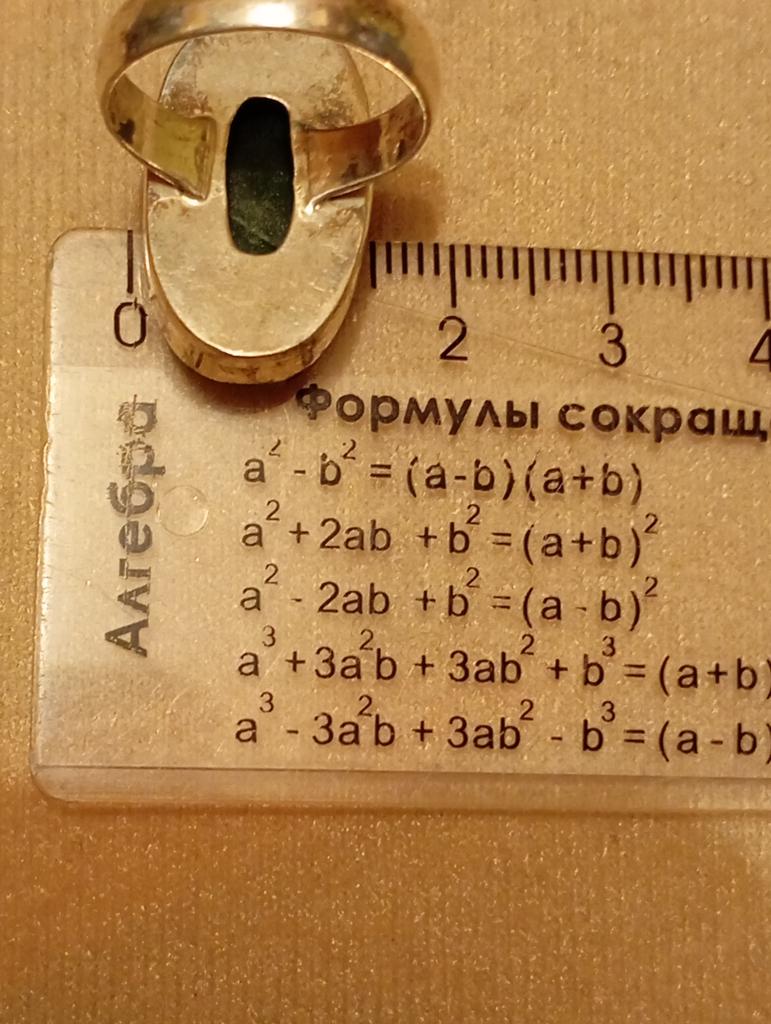 0 2 3 4
Алгебра
Формулы сокращ
a² - b² = (a-b)(a+b)
a² + 2ab + b² = (a+b)²
a² - 2ab + b² = (a - b)²
a³ + 3a²b + 3ab² + b³ = (a+b)
a³ - 3a²b + 3ab² - b³ = (a - b)